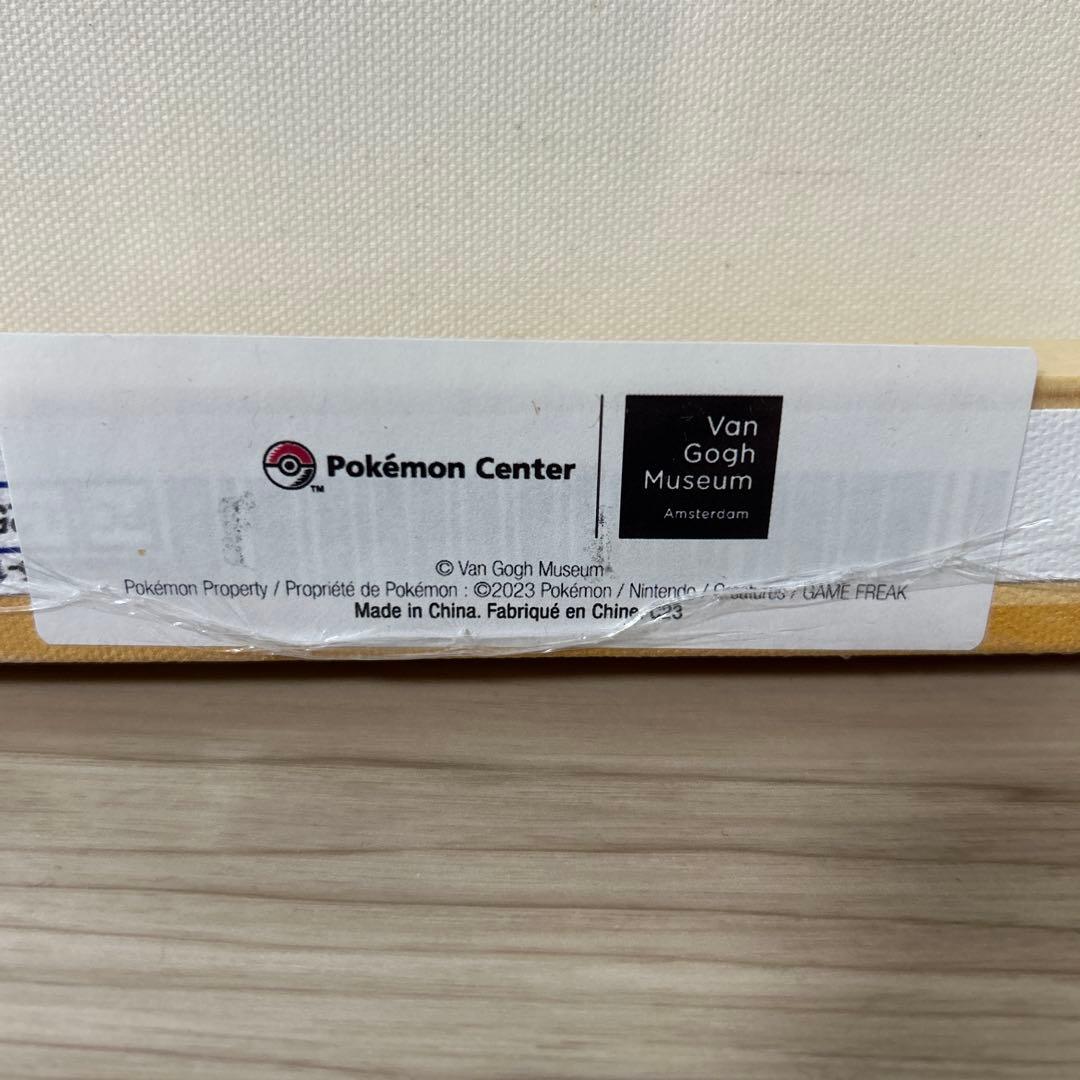 Pokémon Center
TM
Van
Gogh
Museum
Amsterdam
© Van Gogh Museum
Pokémon Property / Propriété de Pokémon : ©2023 Pokémon / Nintendo / Creatures / GAME FREAK
Made in China. Fabriqué en Chine. C23